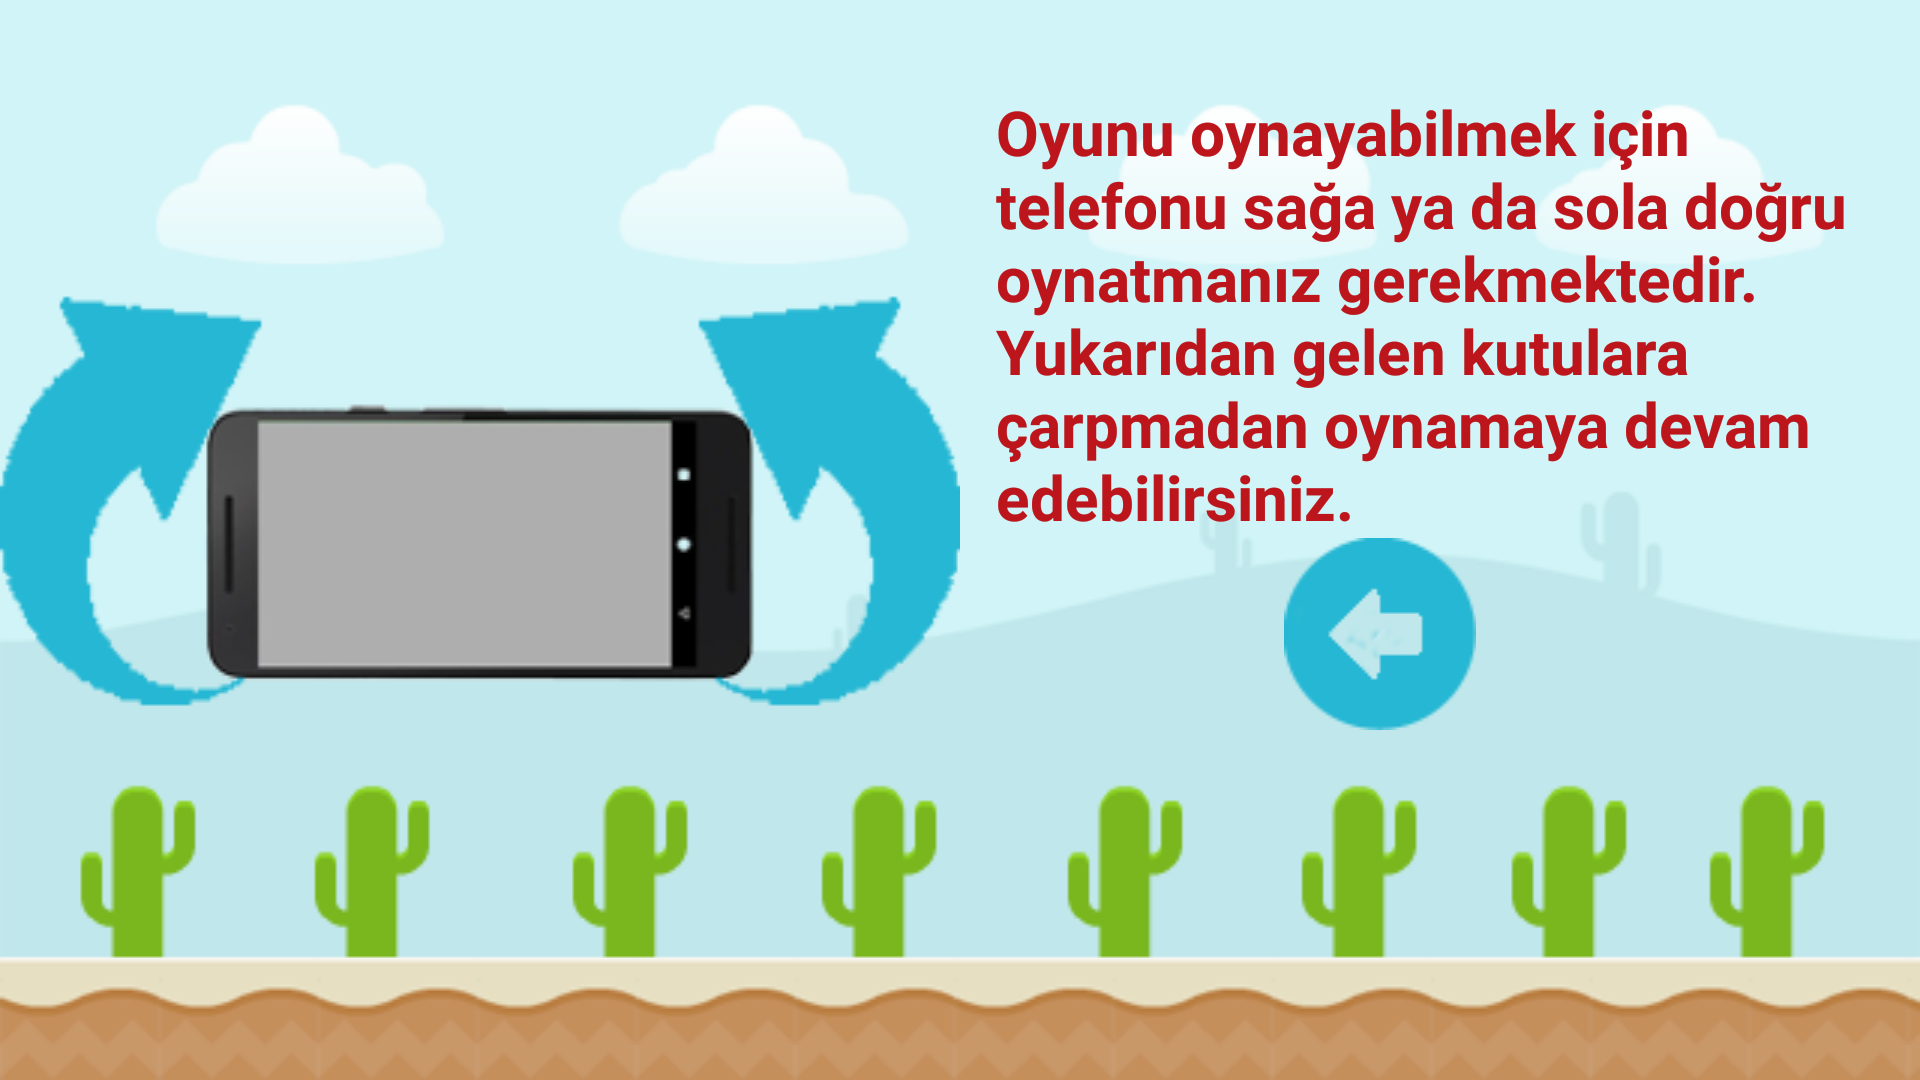 Oyunu oynayabilmek için
telefonu sağa ya da sola doğru
oynatmanız gerekmektedir.
Yukarıdan gelen kutulara
çarpmadan oynamaya devam
edebilirsiniz.